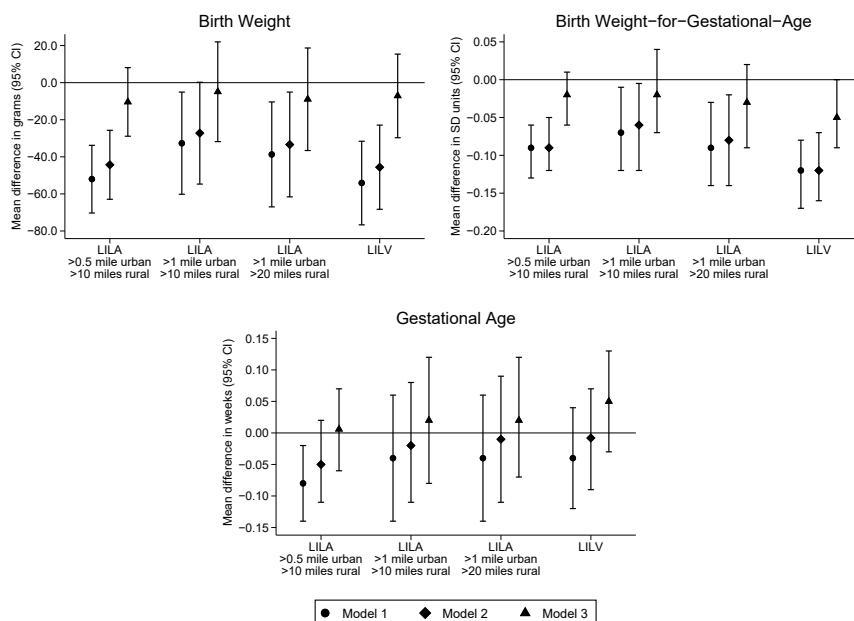 Birth Weight
Mean difference in grams (95% CI)
20.0
0.0
−20.0
−40.0
−60.0
−80.0
LILA
>0.5 mile urban
>10 miles rural
LILA
>1 mile urban
>10 miles rural
LILA
>1 mile urban
>20 miles rural
LILV
Birth Weight−for−Gestational−Age
Mean difference in SD units (95% CI)
0.05
0.00
−0.05
−0.10
−0.15
−0.20
LILA
>0.5 mile urban
>10 miles rural
LILA
>1 mile urban
>10 miles rural
LILA
>1 mile urban
>20 miles rural
LILV
Gestational Age
Mean difference in weeks (95% CI)
0.15
0.10
0.05
0.00
−0.05
−0.10
−0.15
LILA
>0.5 mile urban
>10 miles rural
LILA
>1 mile urban
>10 miles rural
LILA
>1 mile urban
>20 miles rural
LILV
Model 1 Model 2 Model 3